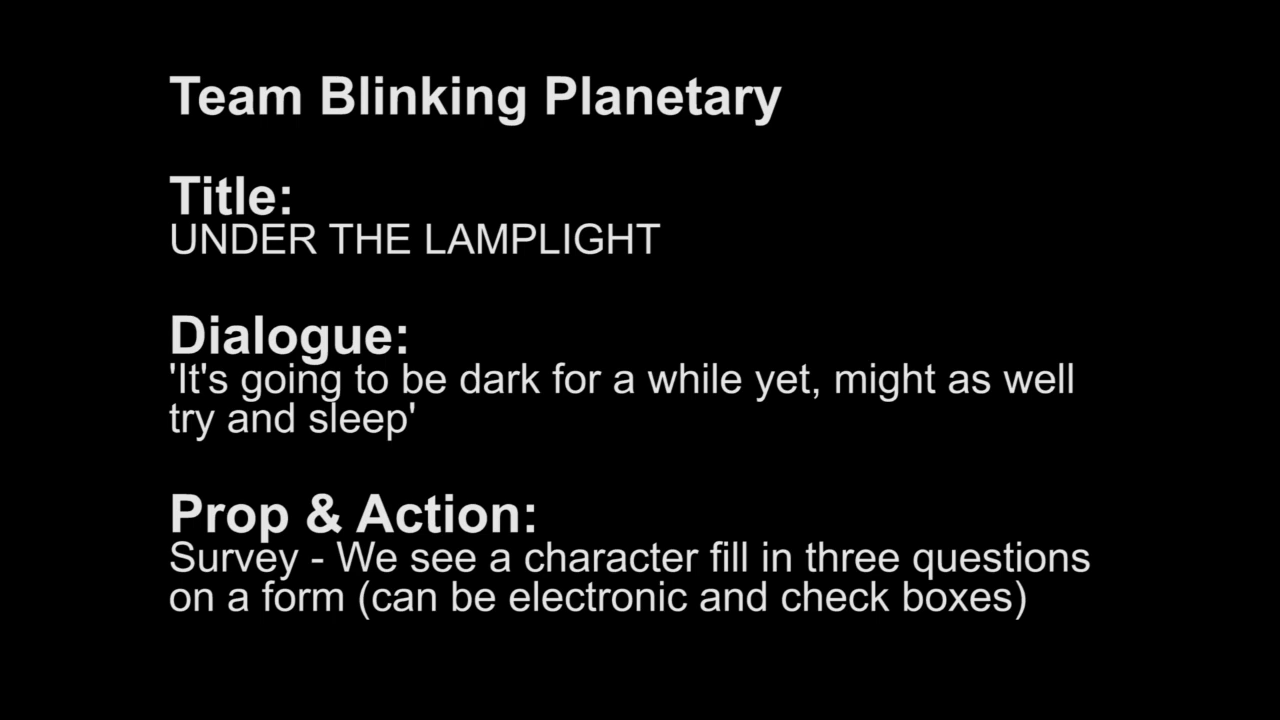 Team Blinking Planetary
Title:
UNDER THE LAMPLIGHT
Dialogue:
'It's going to be dark for a while yet, might as well
try and sleep'
Prop & Action:
Survey - We see a character fill in three questions
on a form (can be electronic and check boxes)